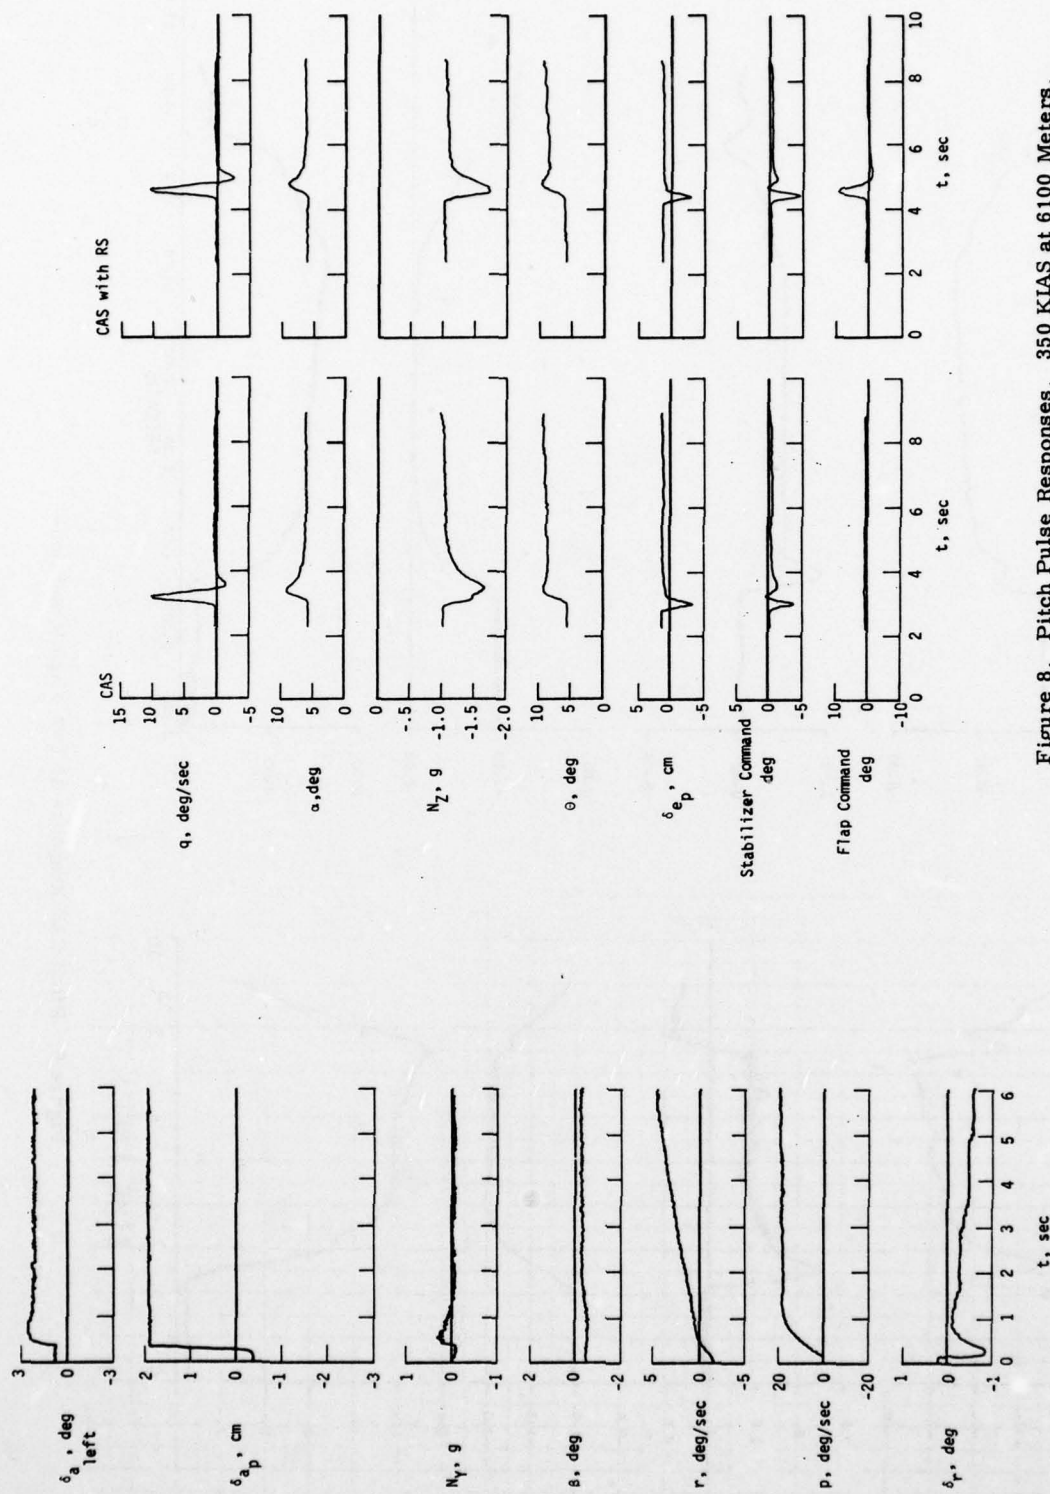 CAS
CAS with RS
q, deg/sec
15
10
5
0
-5
α,deg
10
5
0
N_Z, g
0
-.5
-1.0
-1.5
-2.0
θ, deg
10
5
0
δ_e_p, cm
5
0
-5
Stabilizer Command
deg
5
0
-5
Flap Command
deg
10
0
-10
0 2 4 6 8
t, sec
0 2 4 6 8 10
t, sec
Figure 8. Pitch Pulse Responses, 350 KIAS at 6100 Meters.
δ_a_left, deg
3
0
-3
δ_a_p, cm
2
1
0
-1
-2
-3
N_Y, g
1
0
-1
β, deg
2
0
-2
r, deg/sec
5
0
-5
p, deg/sec
20
0
-20
δ_r, deg
1
0
-1
0 1 2 3 4 5 6
t, sec